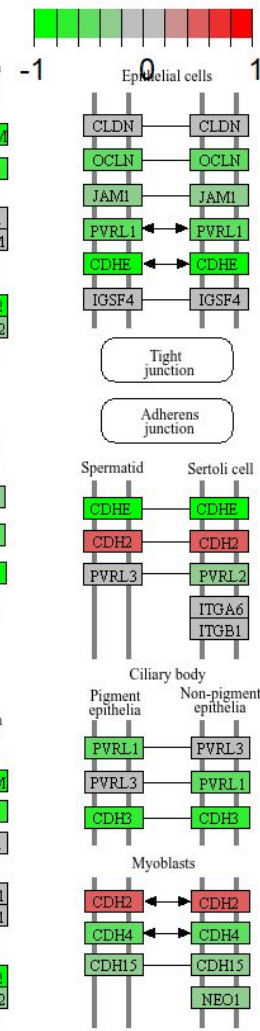 -1 0 1
Epithelial cells
CLDN CLDN
OCLN OCLN
JAM1 JAM1
PVRL1 PVRL1
CDHE CDHE
IGSF4 IGSF4
Tight
junction
Adherens
junction
Spermatid Sertoli cell
CDHE CDHE
CDH2 CDH2
PVRL3 PVRL2
ITGA6
ITGB1
Ciliary body
Pigment
epithelia
Non-pigment
epithelia
PVRL1 PVRL3
PVRL3 PVRL1
CDH3 CDH3
Myoblasts
CDH2 CDH2
CDH4 CDH4
CDH15 CDH15
NEO1